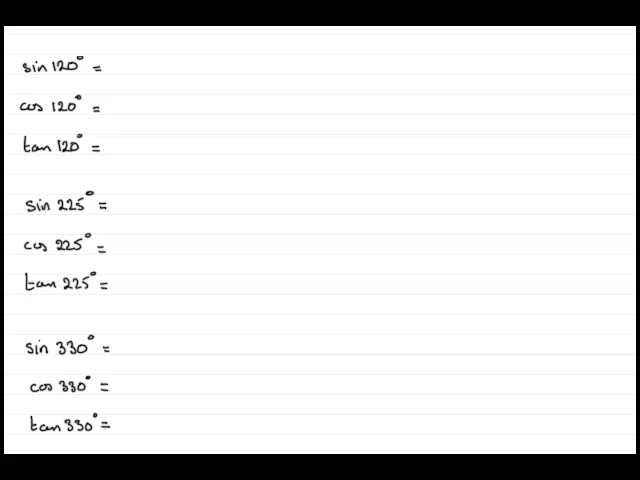 sin 120° =
cos 120° =
tan 120° =
sin 225° =
cos 225° =
tan 225° =
sin 330° =
cos 330° =
tan 330° =